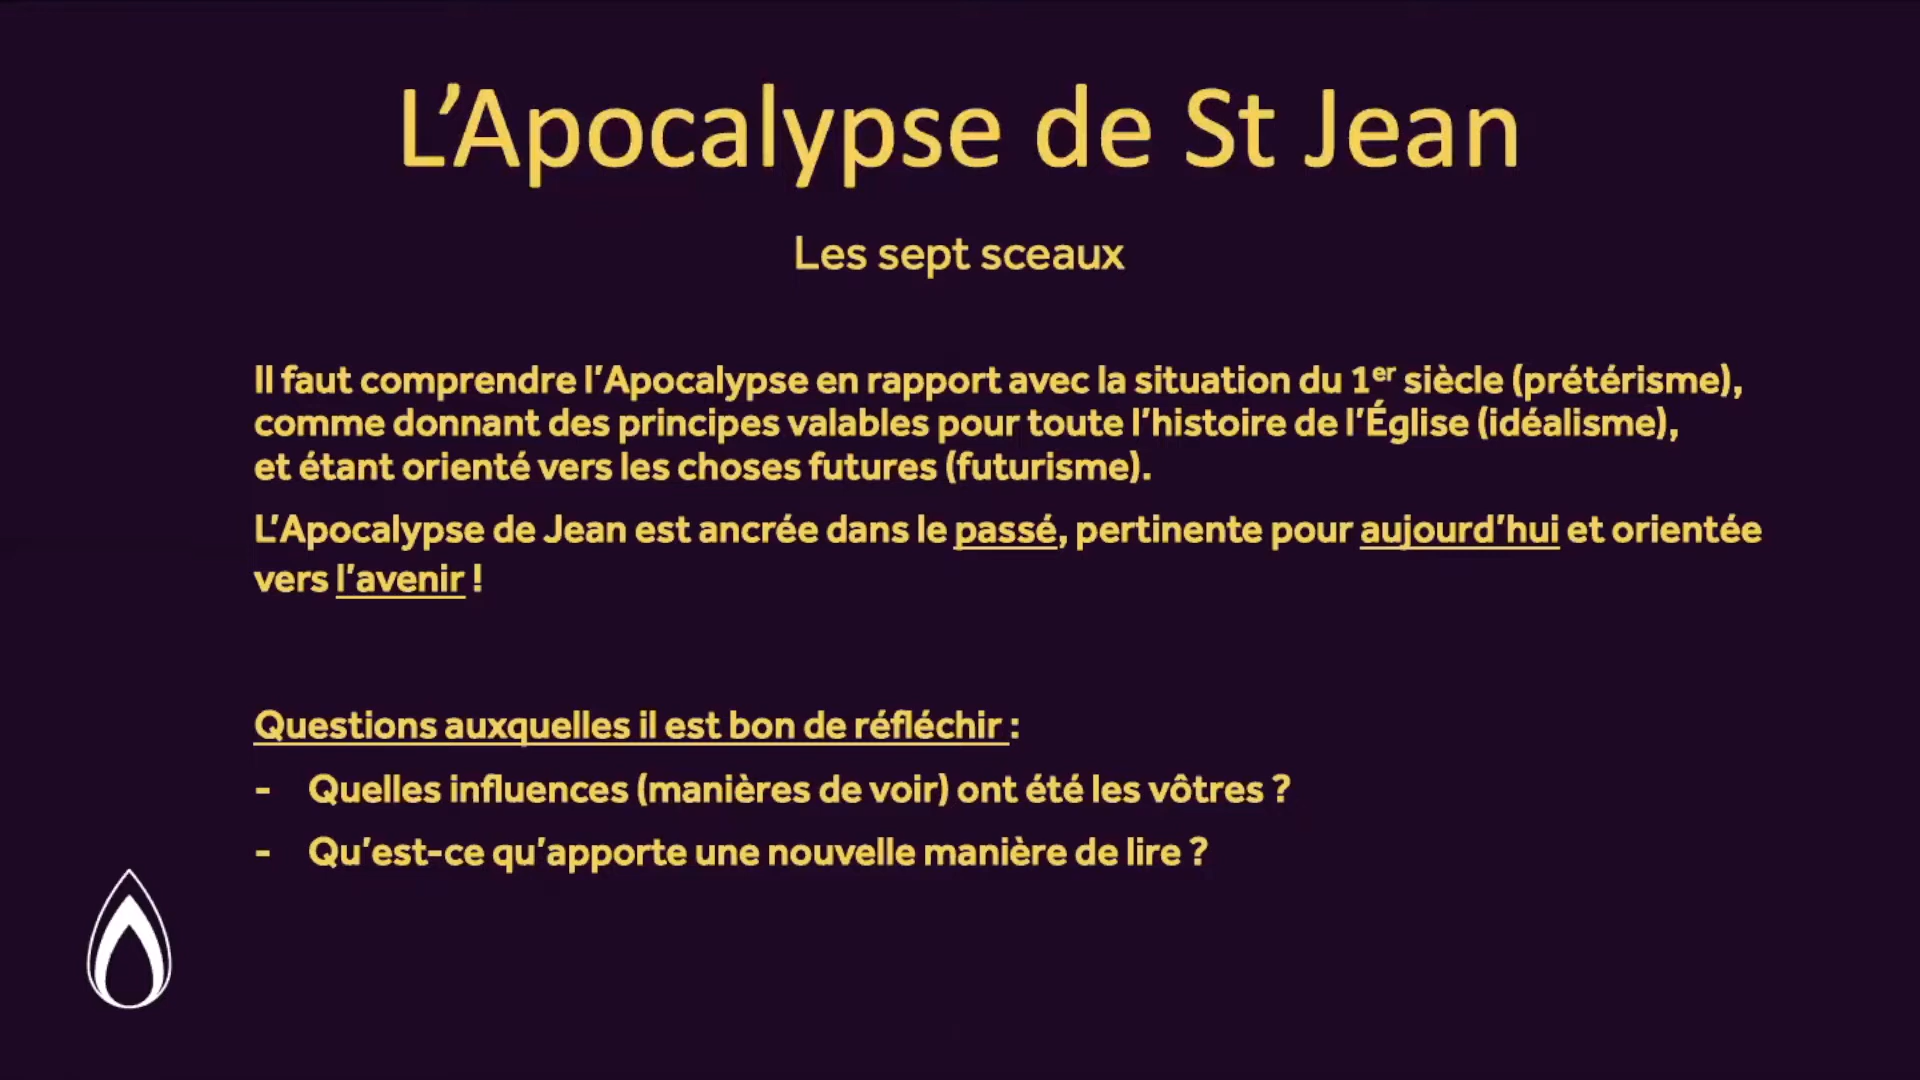 L’Apocalypse de St Jean
Les sept sceaux
Il faut comprendre l’Apocalypse en rapport avec la situation du 1er siècle (prétérisme),
comme donnant des principes valables pour toute l’histoire de l’Église (idéalisme),
et étant orienté vers les choses futures (futurisme).
L’Apocalypse de Jean est ancrée dans le passé, pertinente pour aujourd’hui et orientée
vers l’avenir !
Questions auxquelles il est bon de réfléchir :
- Quelles influences (manières de voir) ont été les vôtres ?
- Qu’est-ce qu’apporte une nouvelle manière de lire ?